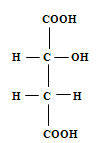 COOH
H — C — OH
H — C — H
COOH